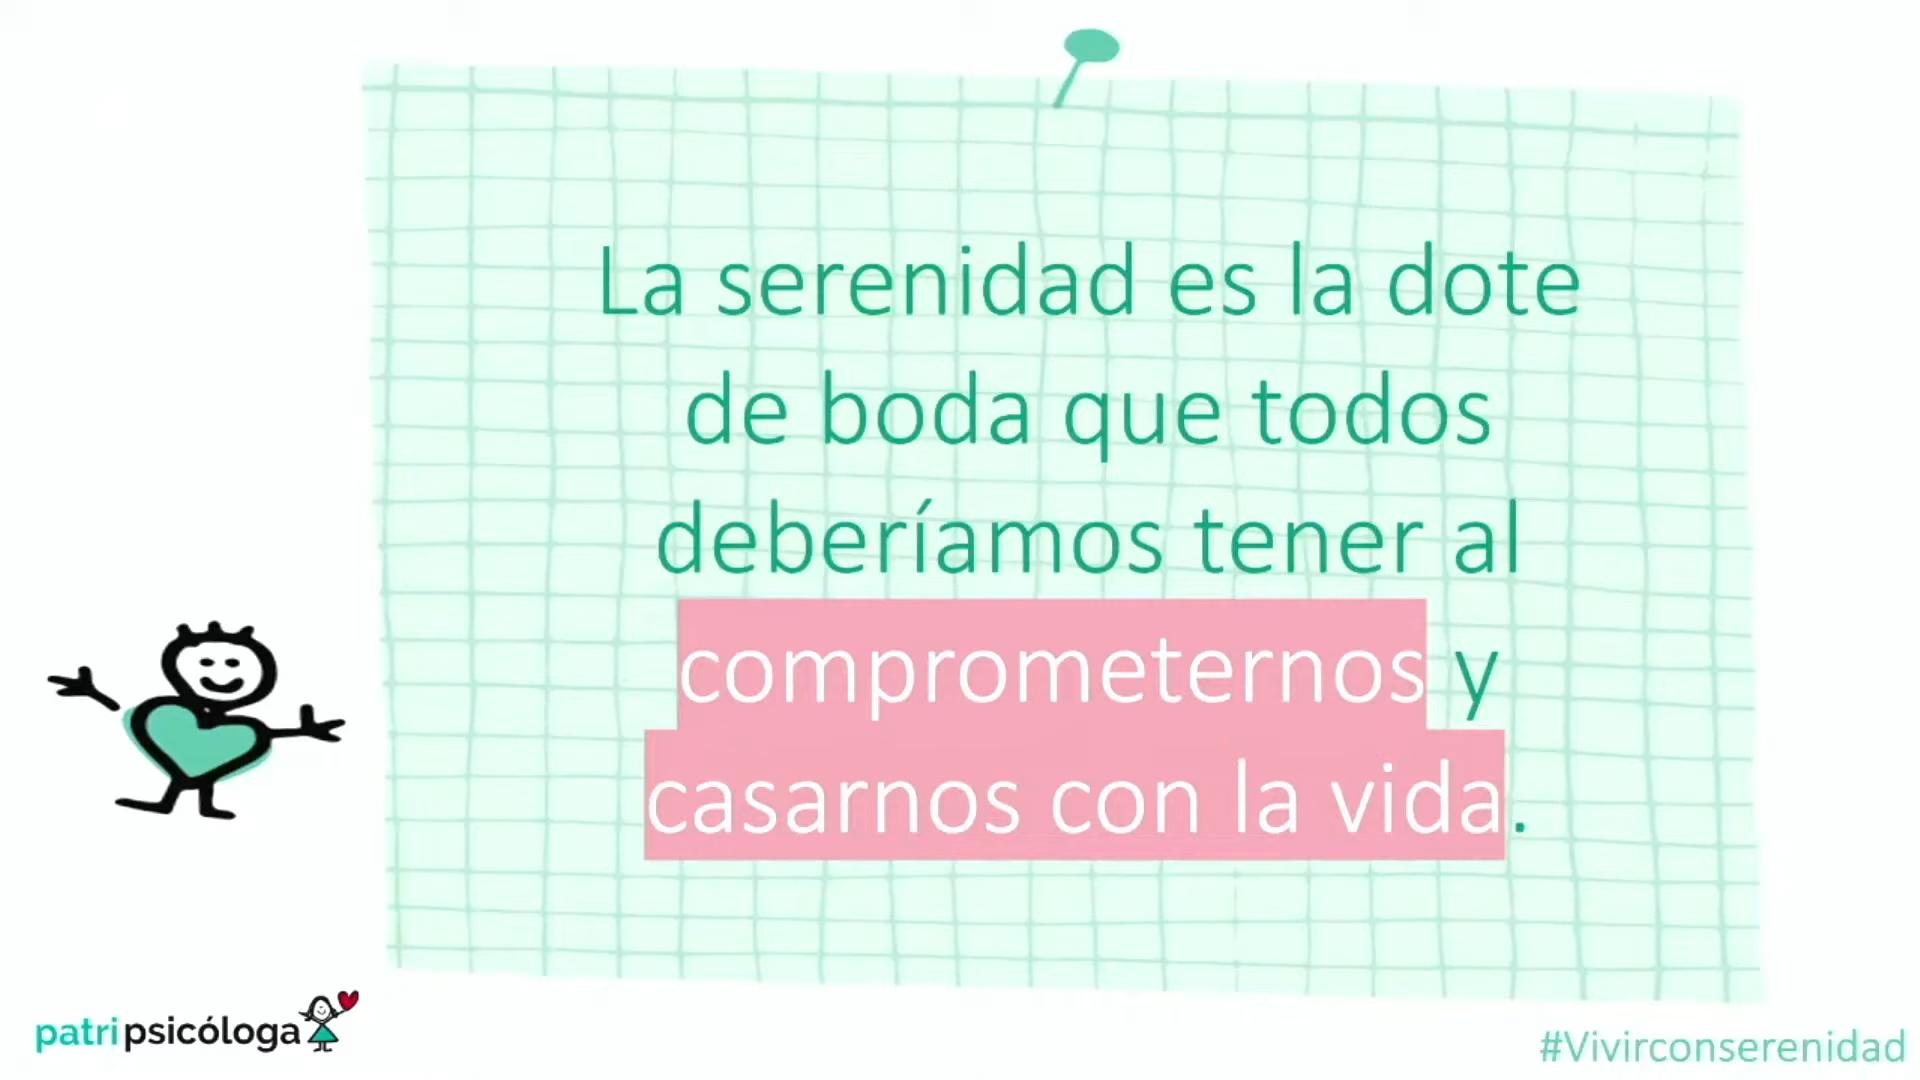 La serenidad es la dote
de boda que todos
deberíamos tener al
comprometernos y
casarnos con la vida.
patripsicóloga
#Vivirconserenidad